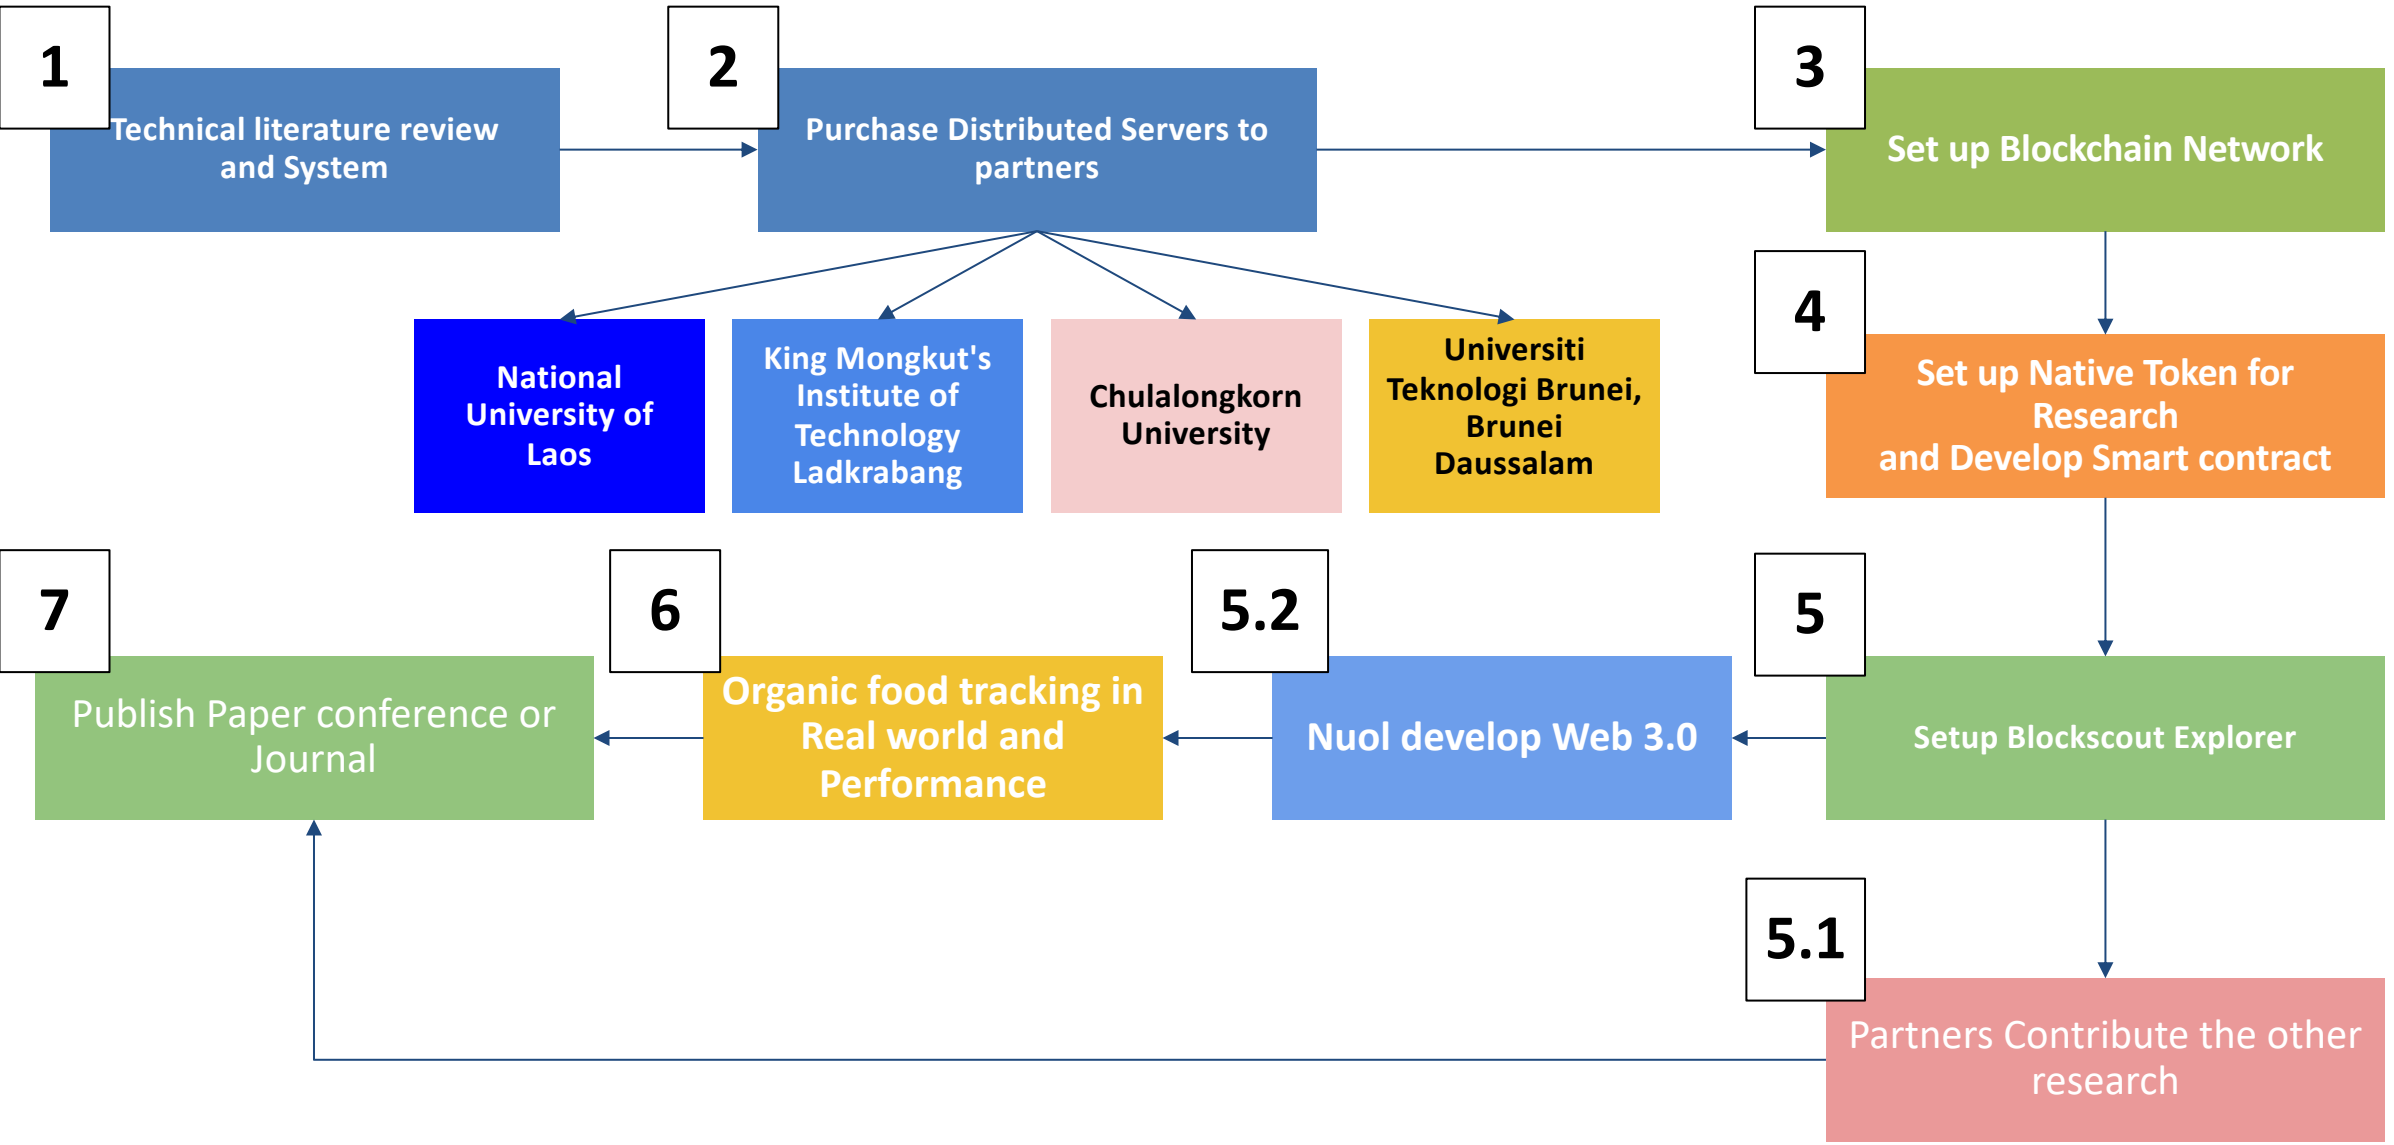 1
Technical literature review
and System
2
Purchase Distributed Servers to
partners
3
Set up Blockchain Network
National
University of
Laos
King Mongkut's
Institute of
Technology
Ladkrabang
Chulalongkorn
University
Universiti
Teknologi Brunei,
Brunei
Daussalam
4
Set up Native Token for
Research
and Develop Smart contract
7
Publish Paper conference or
Journal
6
Organic food tracking in
Real world and
Performance
5.2
Nuol develop Web 3.0
5
Setup Blockscout Explorer
5.1
Partners Contribute the other
research